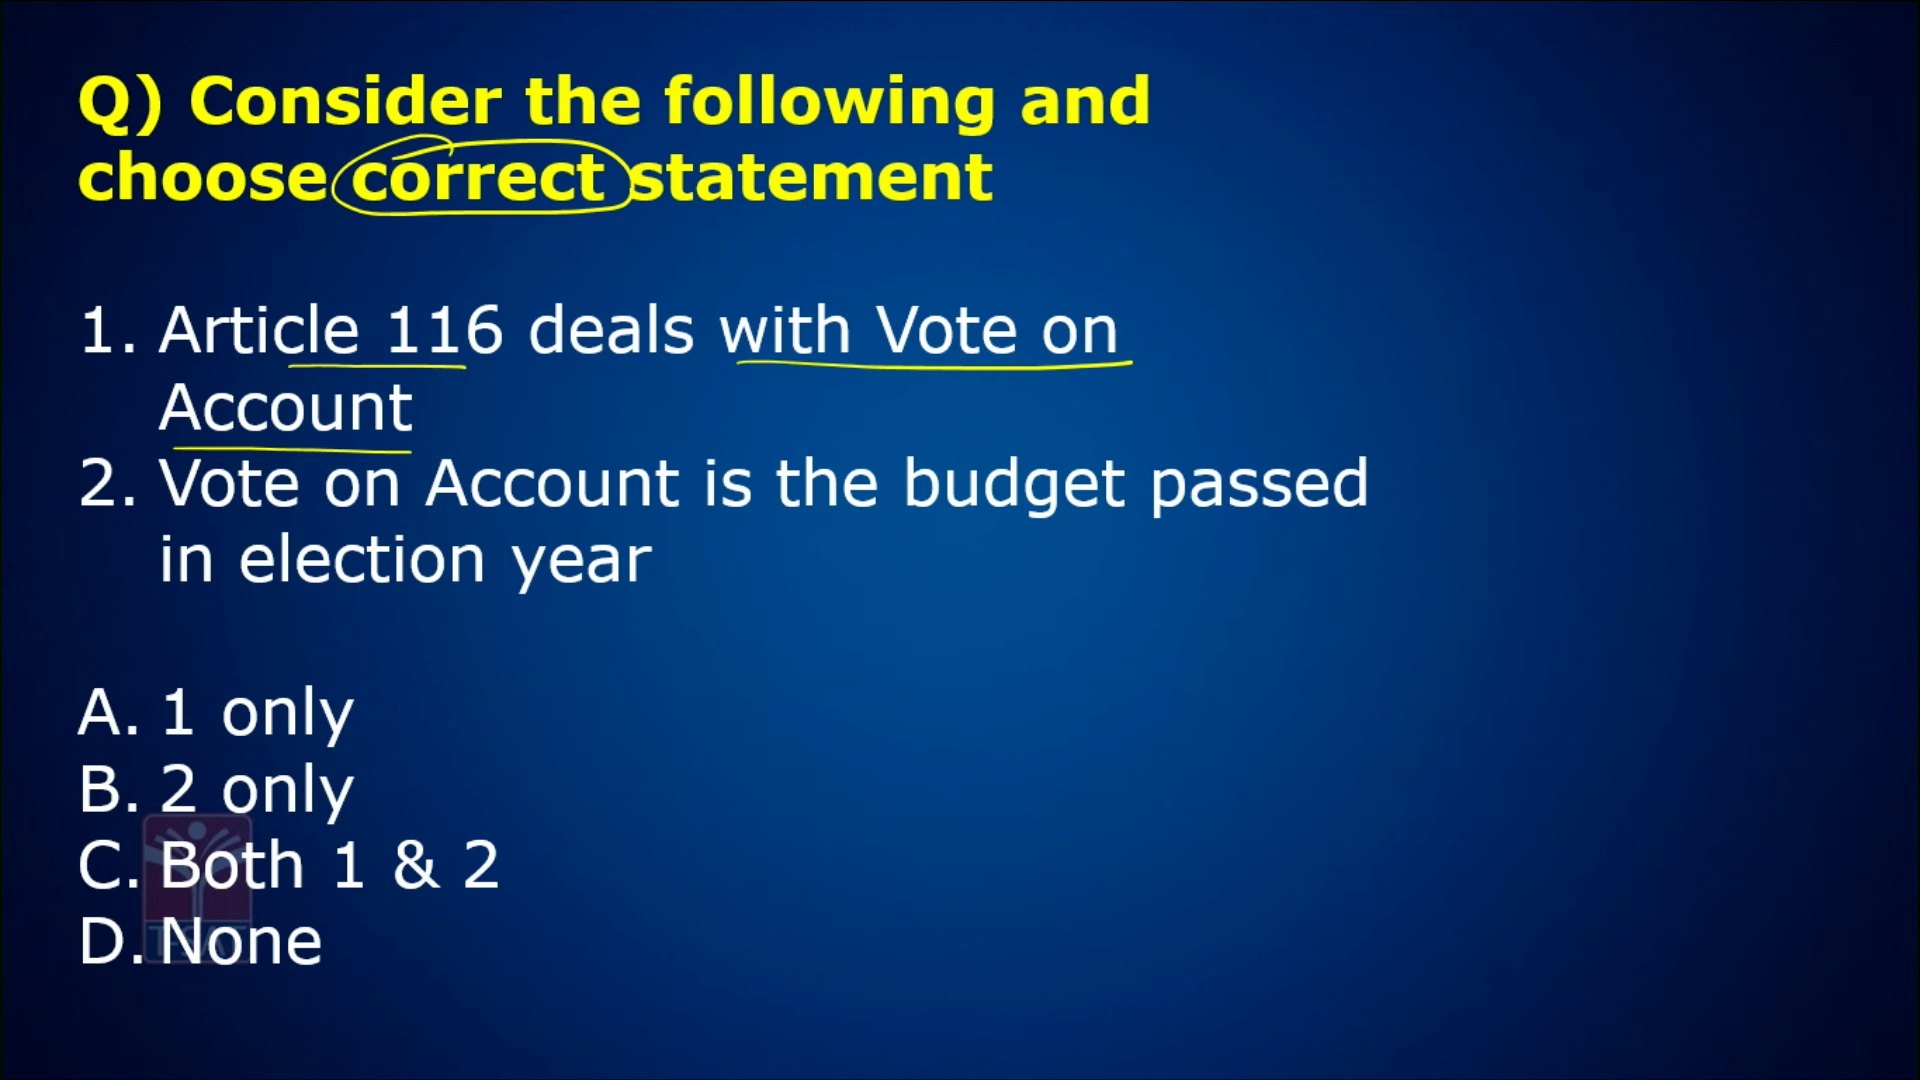 Q) Consider the following and
choose correct statement
1. Article 116 deals with Vote on
Account
2. Vote on Account is the budget passed
in election year
A. 1 only
B. 2 only
C. Both 1 & 2
D. None
T-SAT